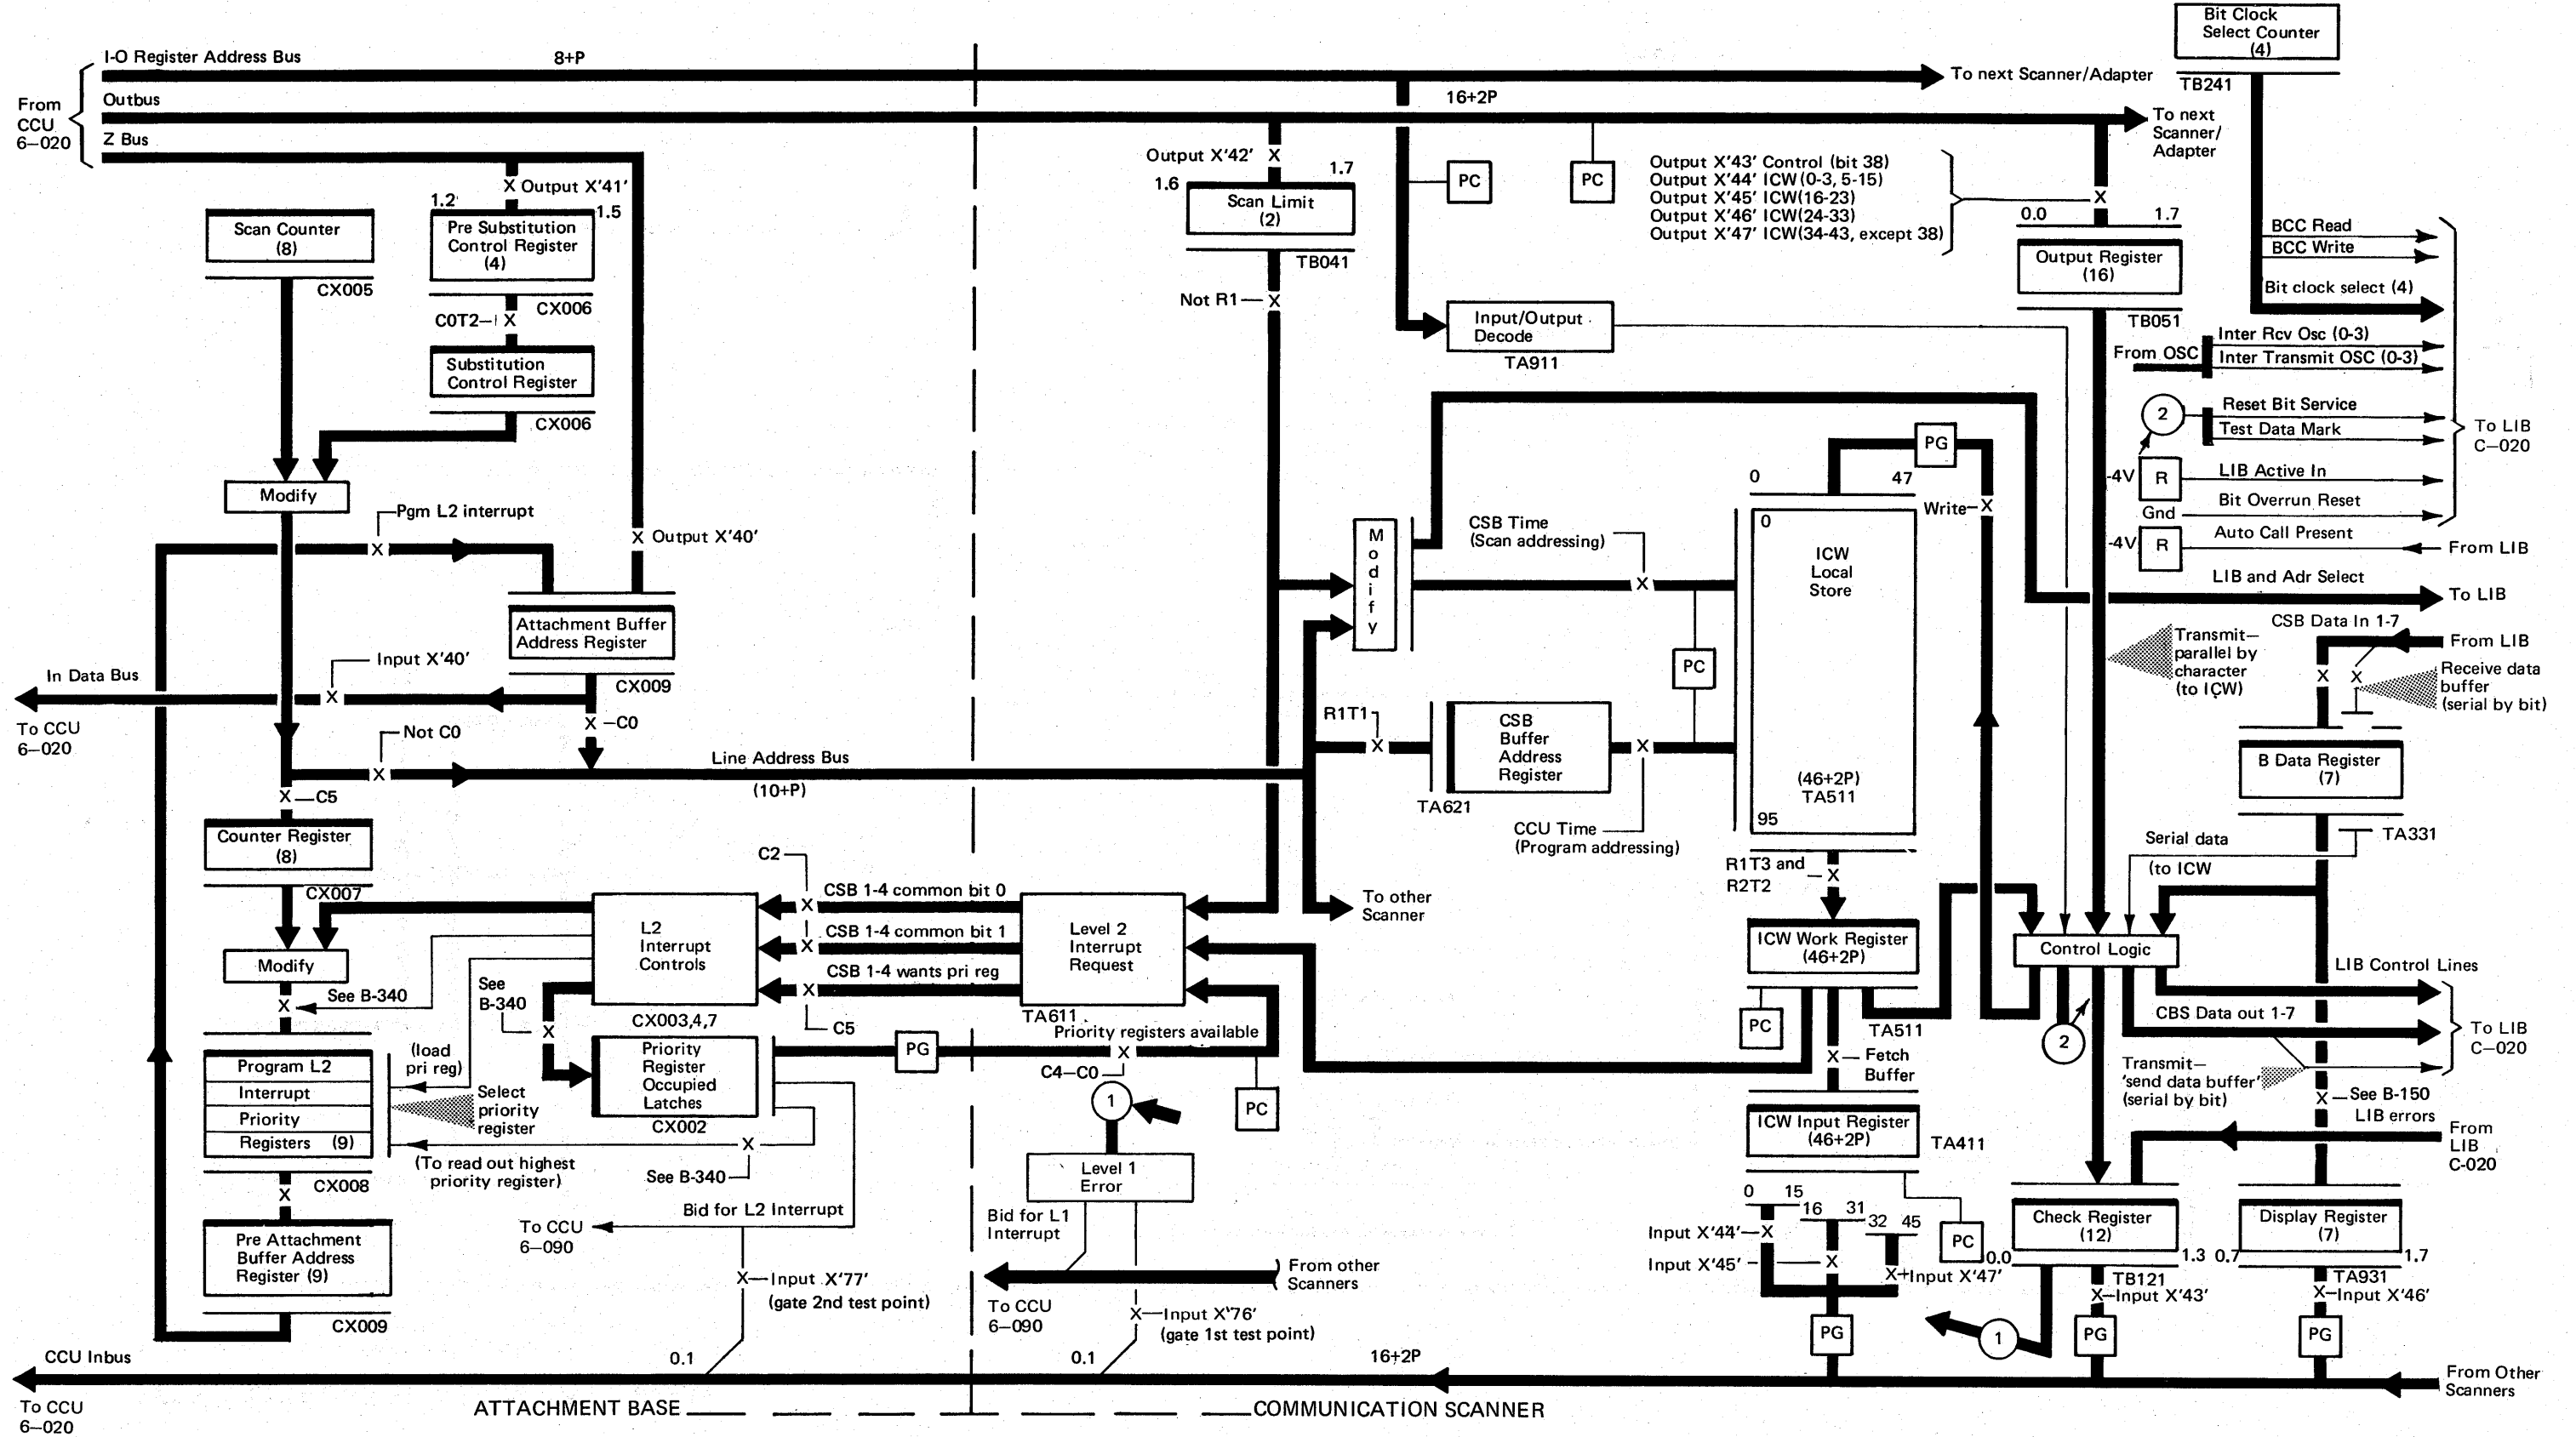 I-O Register Address Bus
8+P
To next Scanner/Adapter
Outbus
16+2P
To next
Scanner/
Adapter
Z Bus
From
CCU
6–020
Bit Clock
Select Counter
(4)
TB241
Output X'41'
1.2
1.5
Scan Counter
(8)
CX005
Pre Substitution
Control Register
(4)
CX006
C0T2
X
Substitution
Control Register
CX006
Modify
Pgm L2 interrupt
X
X Output X'40'
Attachment Buffer
Address Register
CX009
Input X'40'
X
In Data Bus
To CCU
6–020
X –C0
Not C0
X
Line Address Bus
(10+P)
X –C5
Counter Register
(8)
CX007
Modify
X
See B-340
Program L2
Interrupt
Priority
Registers (9)
CX008
X
(load
pri reg)
Select
priority
register
(To read out highest
priority register)
Pre Attachment
Buffer Address
Register (9)
CX009
L2
Interrupt
Controls
CX003,4,7
See
B-340
X
Priority
Register
Occupied
Latches
CX002
X
See B-340
Bid for L2 Interrupt
To CCU
6–090
X Input X'77'
(gate 2nd test point)
0.1
CCU Inbus
To CCU
6–020
ATTACHMENT BASE
C2
X CSB 1-4 common bit 0
X CSB 1-4 common bit 1
X CSB 1-4 wants pri reg
C5
Level 2
Interrupt
Request
TA611
Priority registers available
PG
X
C4–C0
PC
1
Level 1
Error
Bid for L1
Interrupt
From other
Scanners
To CCU
6–090
X Input X'76'
(gate 1st test point)
0.1
16+2P
COMMUNICATION SCANNER
Output X'42' X
1.6
1.7
Scan Limit
(2)
TB041
Not R1 X
PC
PC
Output X'43' Control (bit 38)
Output X'44' ICW (0-3, 5-15)
Output X'45' ICW(16-23)
Output X'46' ICW(24-33)
Output X'47' ICW(34-43, except 38)
X
0.0
1.7
Output Register
(16)
TB051
Input/Output
Decode
TA911
Modify
CSB Time
(Scan addressing)
X
PC
R1T1
X
CSB
Buffer
Address
Register
TA621
X
CCU Time
(Program addressing)
To other
Scanner
PG
0
47
Write X
0
ICW
Local
Store
(46+2P)
TA511
95
R1T3 and
R2T2
X
ICW Work Register
(46+2P)
PC
TA511
X Fetch
Buffer
ICW Input Register
(46+2P)
TA411
0 15
16 31
32 45
PC
Input X'44' X
Input X'45' X
X Input X'47'
PG
BCC Read
BCC Write
Bit clock select (4)
From OSC
Inter Rcv Osc (0-3)
Inter Transmit OSC (0-3)
2
Reset Bit Service
Test Data Mark
To LIB
C–020
-4V R
LIB Active In
Bit Overrun Reset
Gnd
-4V R
Auto Call Present
From LIB
LIB and Adr Select
To LIB
CSB Data In 1-7
From LIB
Transmit–
parallel by
character
(to ICW)
X
X
Receive data
buffer
(serial by bit)
B Data Register
(7)
TA331
Serial data
(to ICW
Control Logic
LIB Control Lines
CBS Data out 1-7
To LIB
C–020
2
Transmit–
'send data buffer'
(serial by bit)
X See B-150
LIB errors
From
LIB
C-020
Check Register
(12)
0.0
1.3
TB121
X Input X'43'
PG
1
Display Register
(7)
0.7
1.7
TA931
X Input X'46'
PG
From Other
Scanners